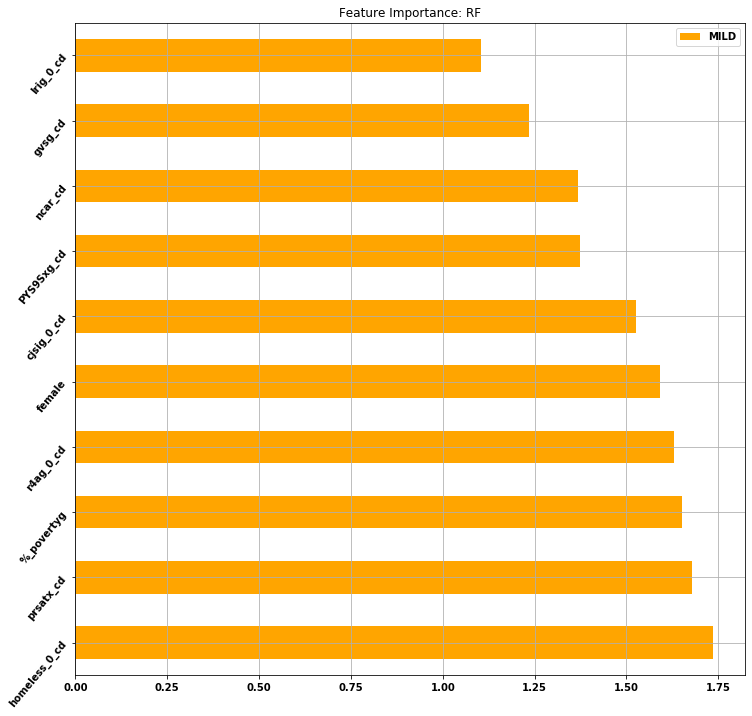 Feature Importance: RF
MILD
lrig_0_cd
gvsg_cd
ncar_cd
PYS9Sxg_cd
cjsig_0_cd
female
r4ag_0_cd
%_povertyg
prsatx_cd
homeless_0_cd
0.00 0.25 0.50 0.75 1.00 1.25 1.50 1.75